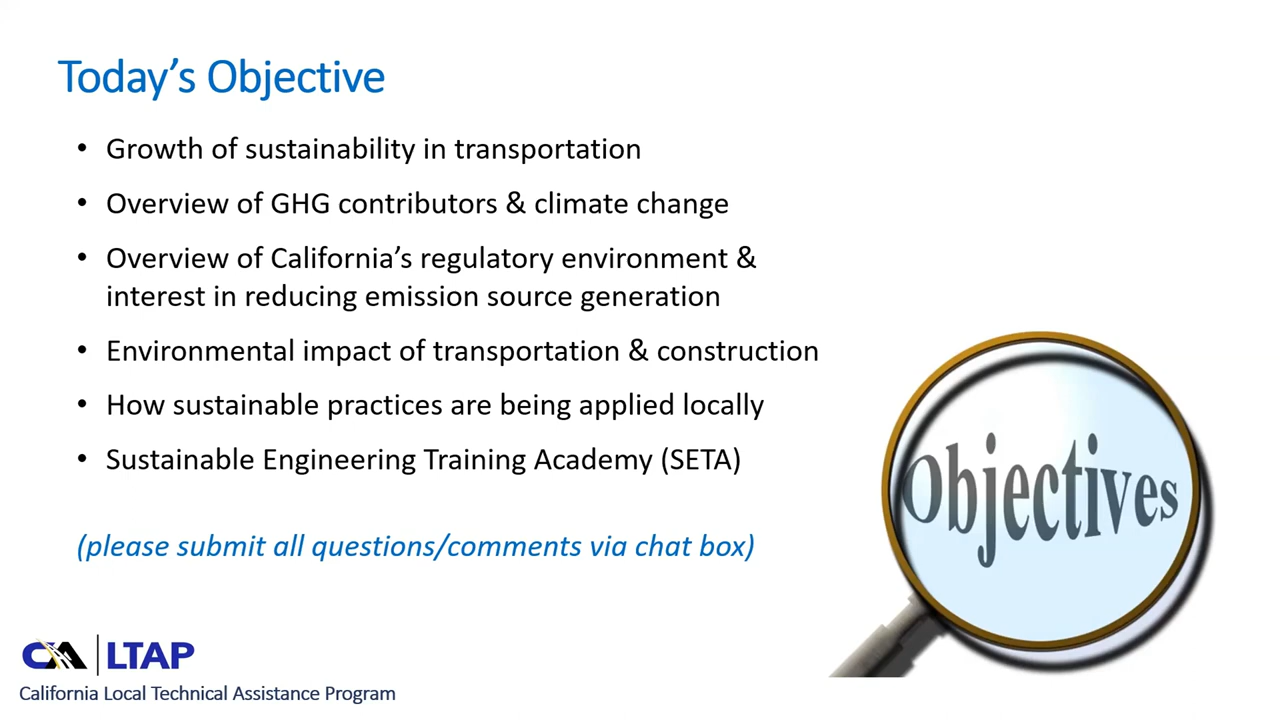 Today’s Objective
• Growth of sustainability in transportation
• Overview of GHG contributors & climate change
• Overview of California’s regulatory environment &
interest in reducing emission source generation
• Environmental impact of transportation & construction
• How sustainable practices are being applied locally
• Sustainable Engineering Training Academy (SETA)
(please submit all questions/comments via chat box)
Objectives
CA LTAP
California Local Technical Assistance Program